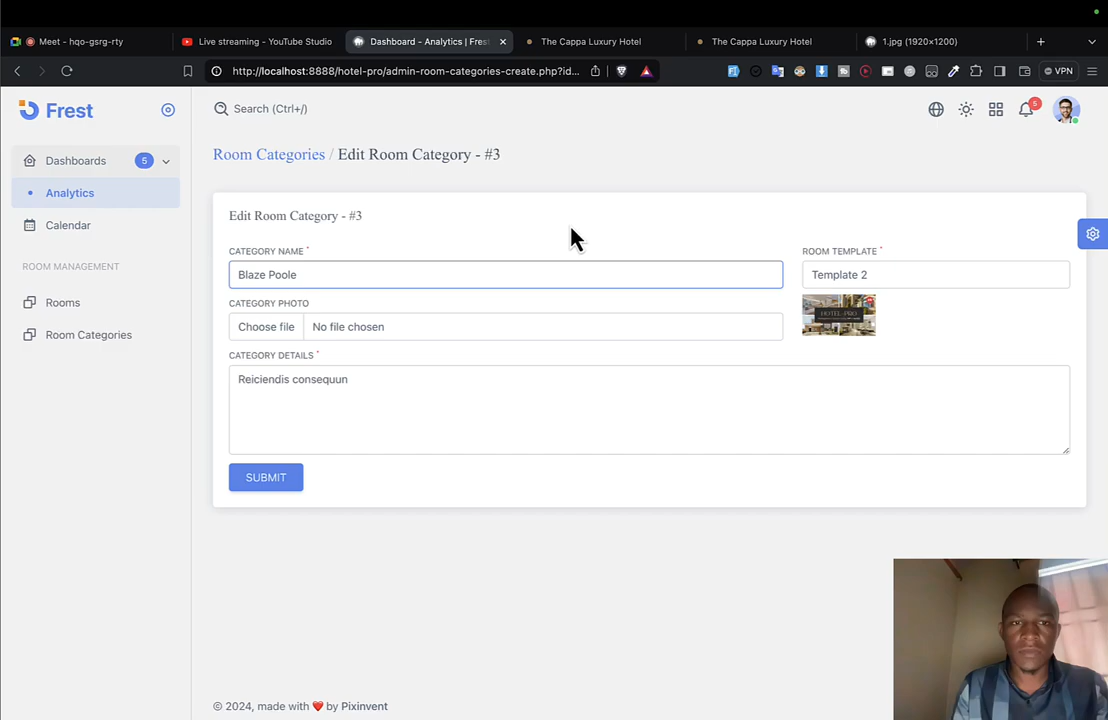 Meet - hqo-gsrg-rty
Live streaming - YouTube Studio
Dashboard - Analytics | Frest
The Cappa Luxury Hotel
The Cappa Luxury Hotel
1.jpg (1920×1200)
http://localhost:8888/hotel-pro/admin-room-categories-create.php?id...
VPN
Frest
Search (Ctrl+/)
5
Dashboards 5
Analytics
Calendar
ROOM MANAGEMENT
Rooms
Room Categories
Room Categories / Edit Room Category - #3
Edit Room Category - #3
CATEGORY NAME *
Blaze Poole
ROOM TEMPLATE *
Template 2
CATEGORY PHOTO
Choose file No file chosen
HOTEL PRO
CATEGORY DETAILS *
Reiciendis consequun
SUBMIT
© 2024, made with ❤️ by Pixinvent